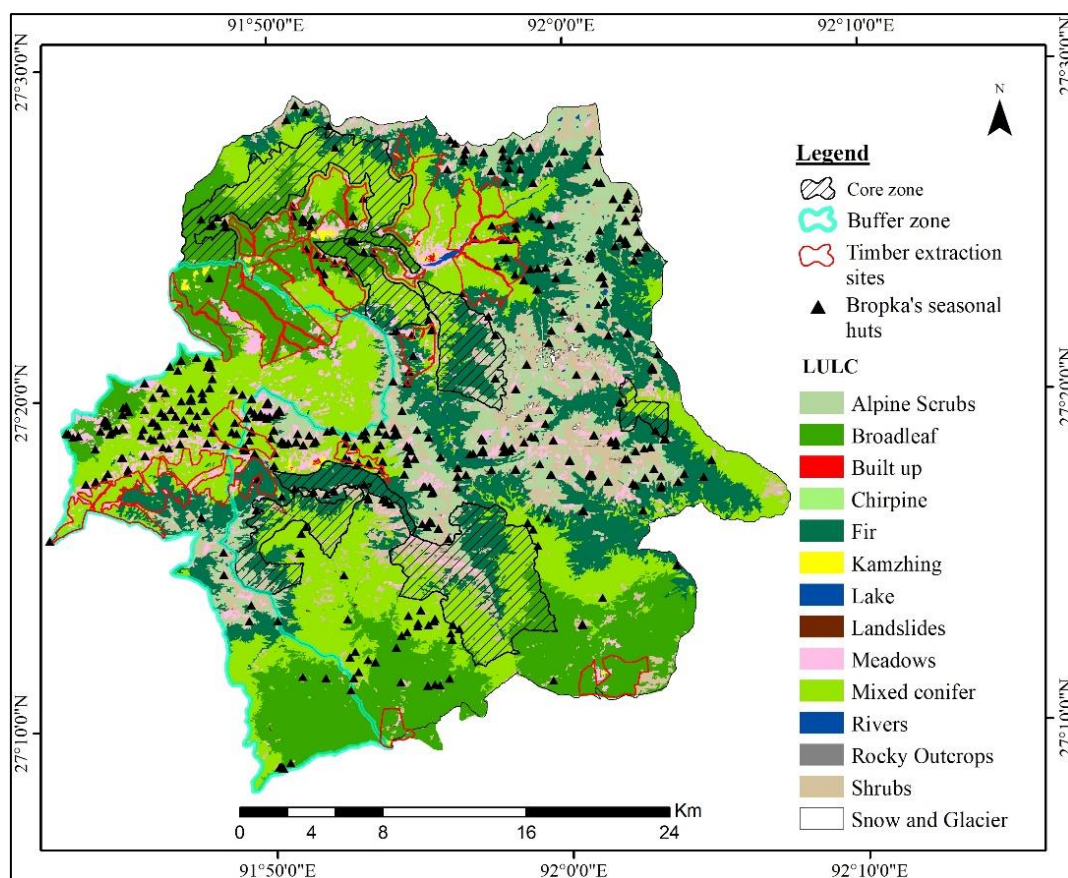 91°50'0"E
92°0'0"E
92°10'0"E
27°30'0"N
27°30'0"N
N
Legend
Core zone
Buffer zone
Timber extraction
sites
Bropka's seasonal
huts
LULC
27°20'0"N
27°20'0"N
Alpine Scrubs
Broadleaf
Built up
Chirpine
Fir
Kamzhing
Lake
Landslides
Meadows
Mixed conifer
Rivers
Rocky Outcrops
Shrubs
Snow and Glacier
27°10'0"N
27°10'0"N
Km
0 4 8 16 24
91°50'0"E
92°0'0"E
92°10'0"E